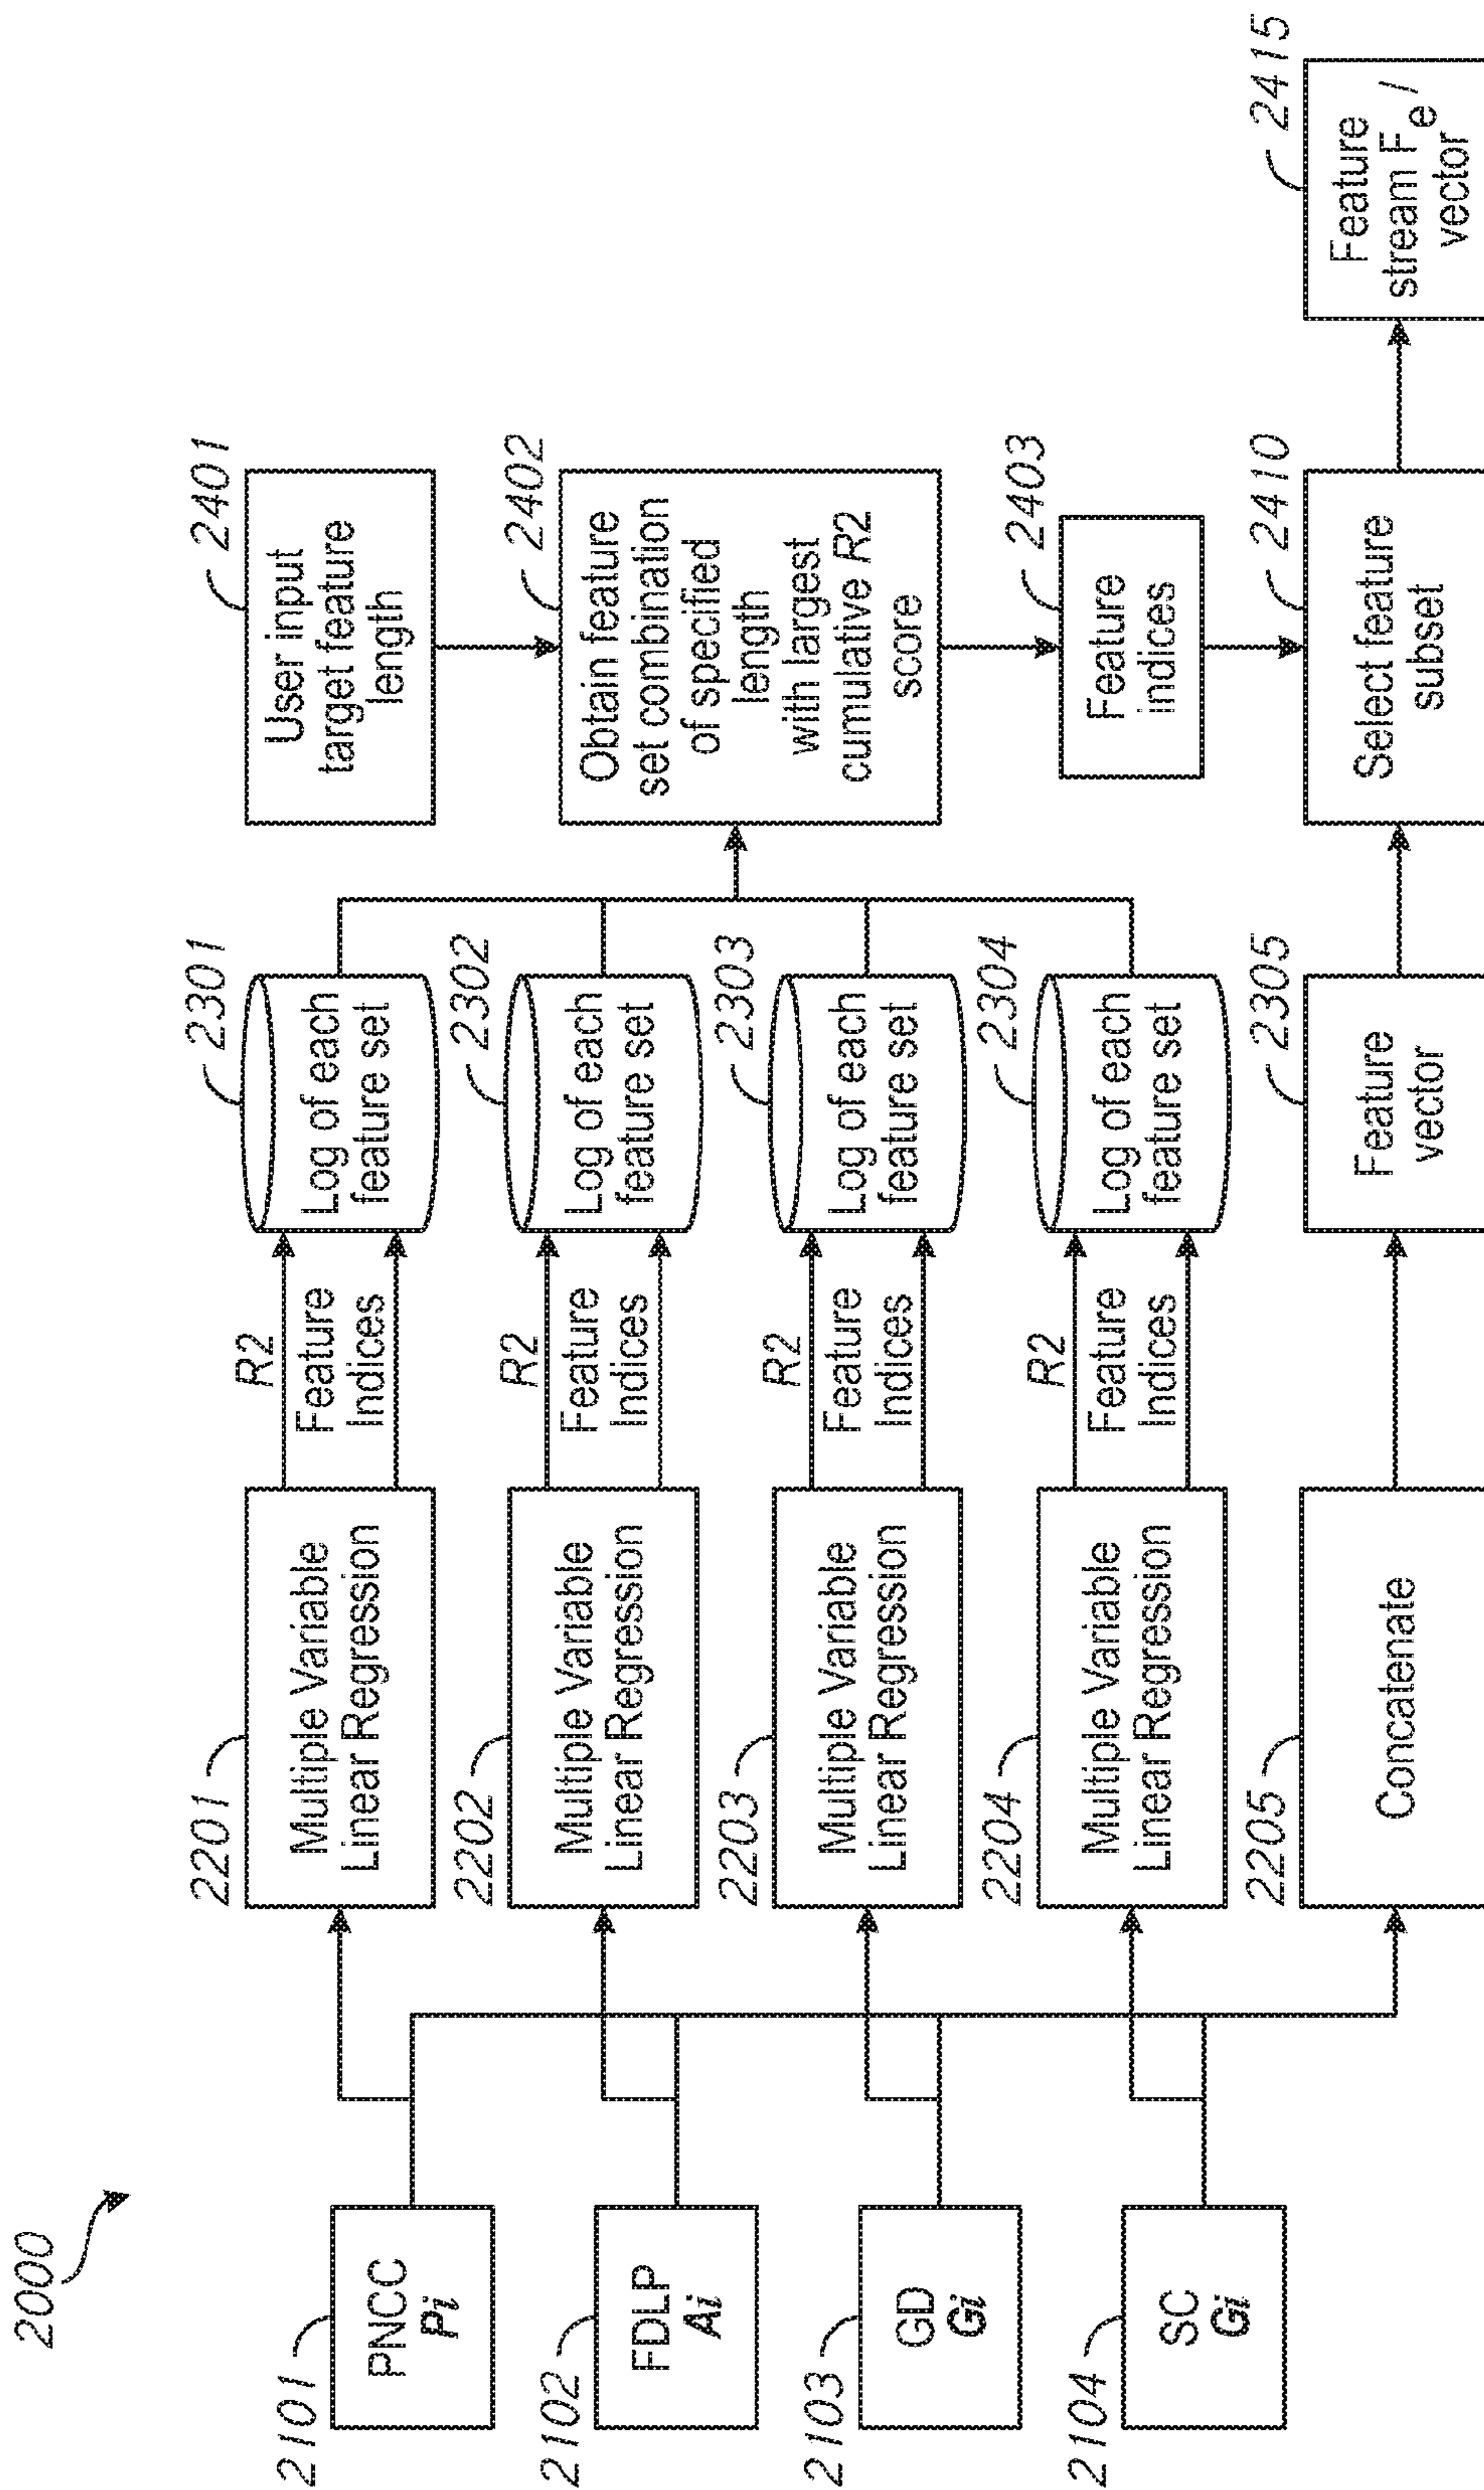 2000
2101
PNCC
Pi
2102
FDLP
Ai
2103
GD
Gi
2104
SC
Gi
2201
Multiple Variable
Linear Regression
2202
Multiple Variable
Linear Regression
2203
Multiple Variable
Linear Regression
2204
Multiple Variable
Linear Regression
2205
Concatenate
R2
Feature
Indices
R2
Feature
Indices
R2
Feature
Indices
R2
Feature
Indices
2301
Log of each
feature set
2302
Log of each
feature set
2303
Log of each
feature set
2304
Log of each
feature set
2305
Feature
vector
2401
User input
target feature
length
2402
Obtain feature
set combination
of specified
length
with largest
cumulative R2
score
2403
Feature
indices
2410
Select feature
subset
2415
Feature
stream Fe /
vector